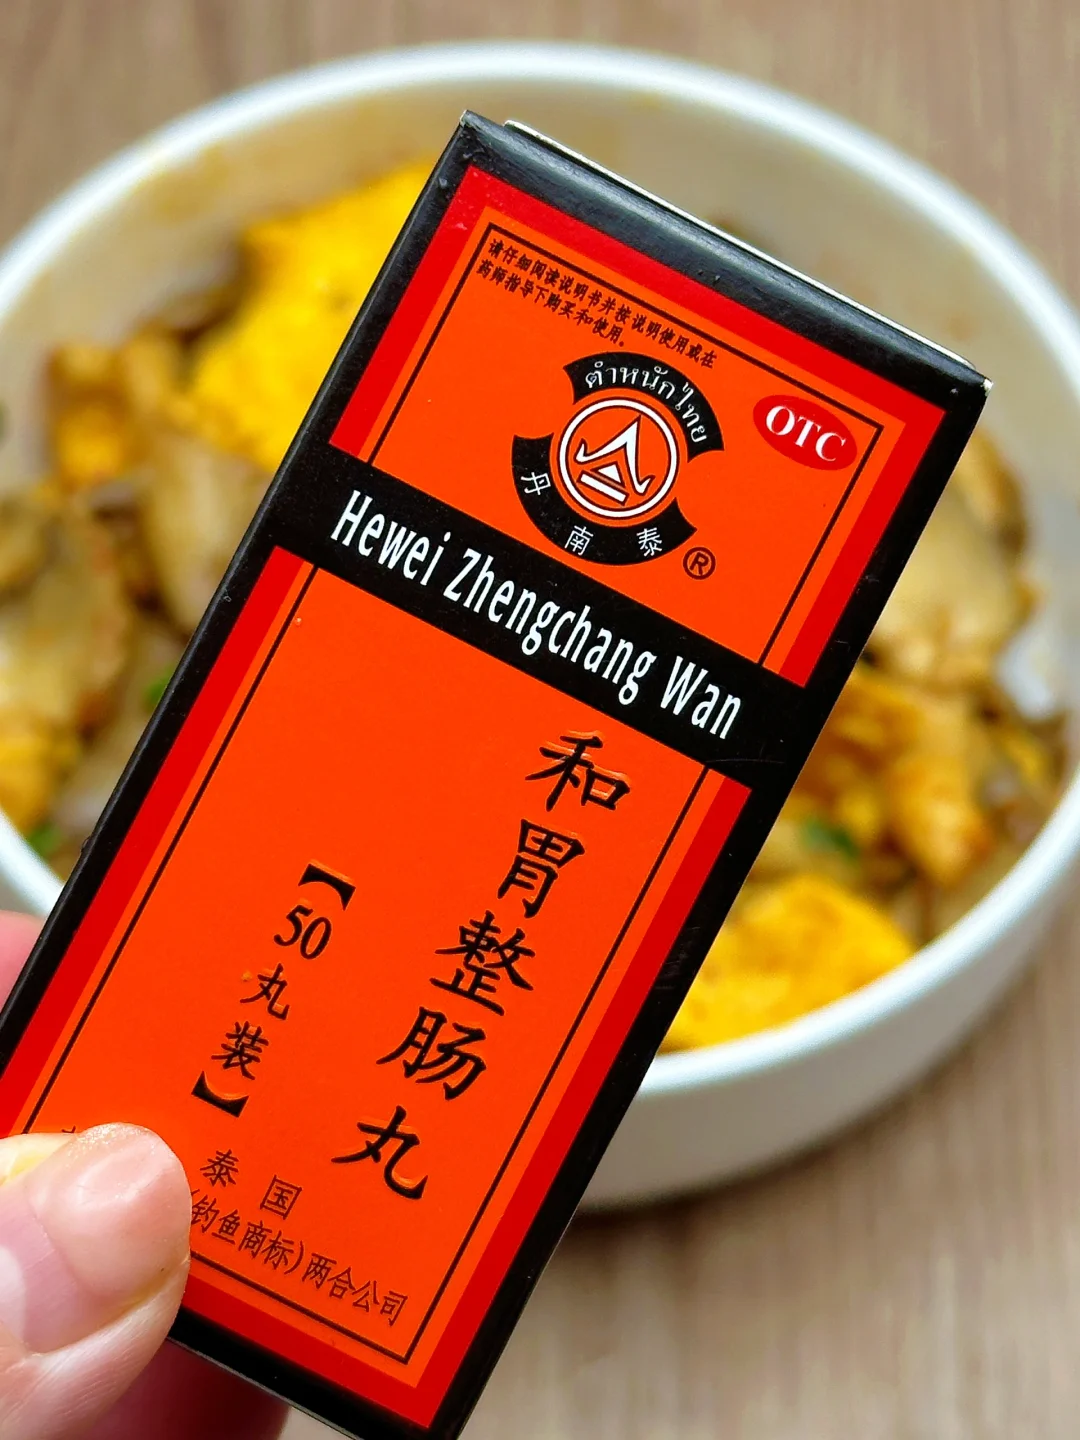 请仔细阅读说明书并按说明使用或在
药师指导下购买和使用。
ตำหนักไทย
OTC
丹南泰
®
Hewei Zhengchang Wan
和胃整肠丸
【50丸装】
泰国
(钓鱼商标)两合公司